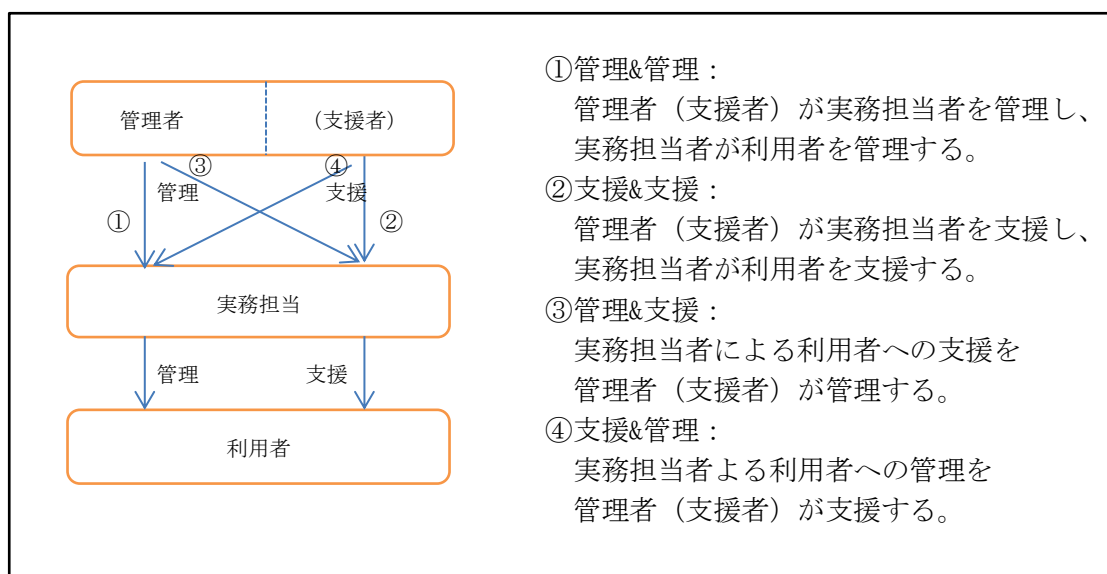 管理者
(支援者)
③
④
管理
支援
①
②
実務担当
管理
支援
利用者
①管理&管理：
管理者（支援者）が実務担当者を管理し、
実務担当者が利用者を管理する。
②支援&支援：
管理者（支援者）が実務担当者を支援し、
実務担当者が利用者を支援する。
③管理&支援：
実務担当者による利用者への支援を
管理者（支援者）が管理する。
④支援&管理：
実務担当者よる利用者への管理を
管理者（支援者）が支援する。